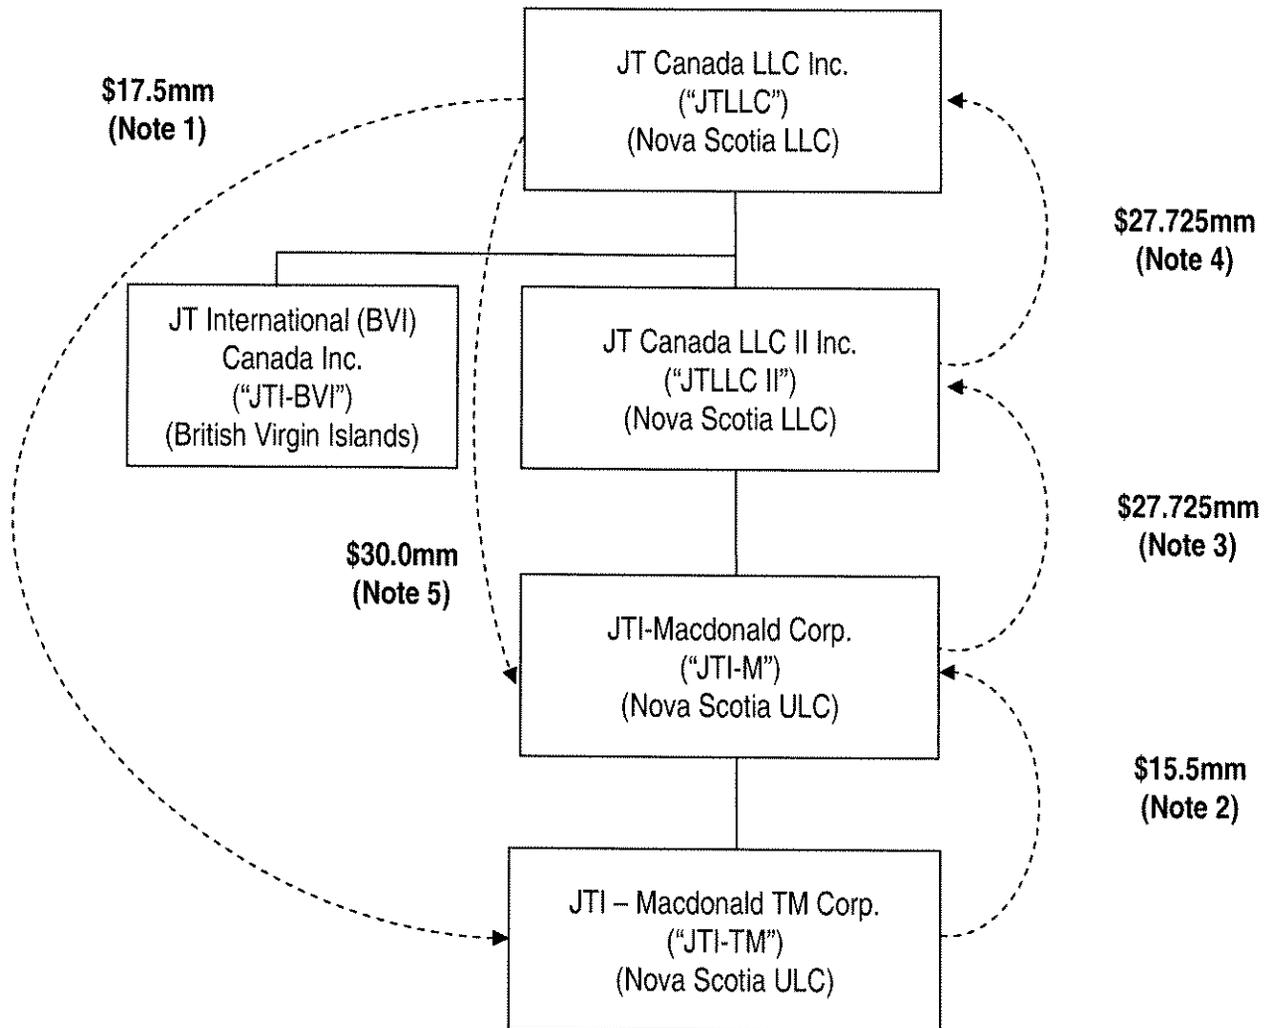 JT Canada LLC Inc.
(“JTLLC”)
(Nova Scotia LLC)
$17.5mm
(Note 1)
$27.725mm
(Note 4)
JT International (BVI)
Canada Inc.
(“JTI-BVI”)
(British Virgin Islands)
JT Canada LLC II Inc.
(“JTLLC II”)
(Nova Scotia LLC)
$27.725mm
(Note 3)
$30.0mm
(Note 5)
JTI-Macdonald Corp.
(“JTI-M”)
(Nova Scotia ULC)
$15.5mm
(Note 2)
JTI – Macdonald TM Corp.
(“JTI-TM”)
(Nova Scotia ULC)